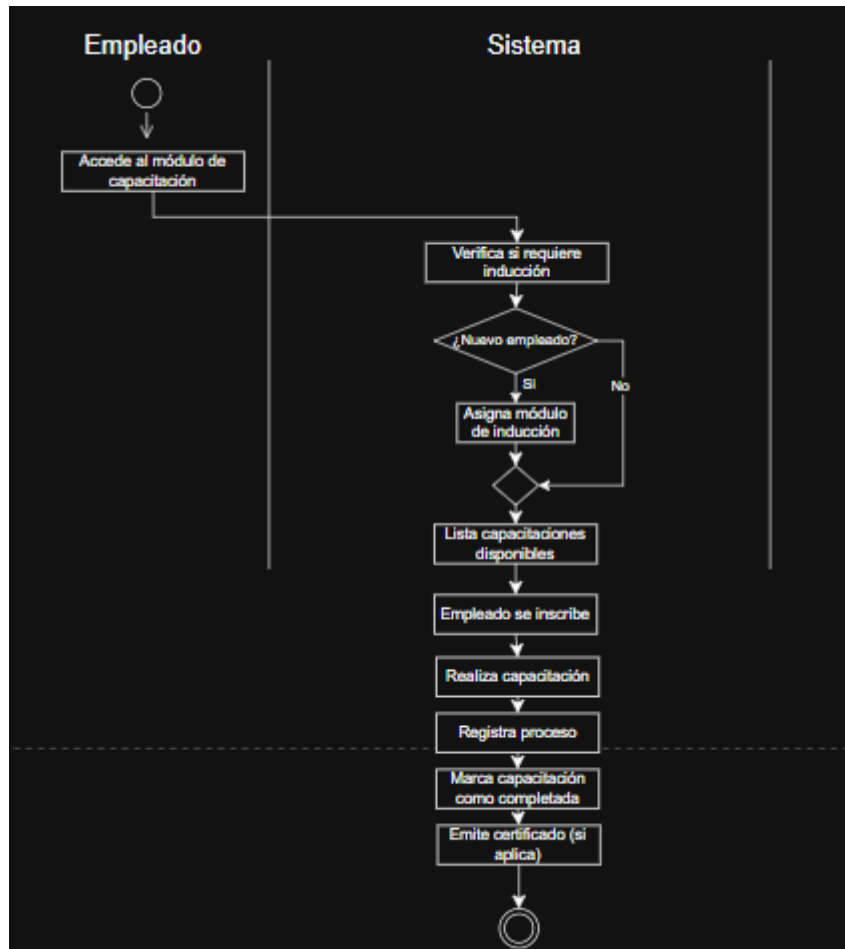 Empleado
Sistema
Accede al módulo de
capacitación
Verifica si requiere
inducción
¿Nuevo empleado?
Si
No
Asigna módulo
de inducción
Lista capacitaciones
disponibles
Empleado se inscribe
Realiza capacitación
Registra proceso
Marca capacitación
como completada
Emite certificado (si
aplica)